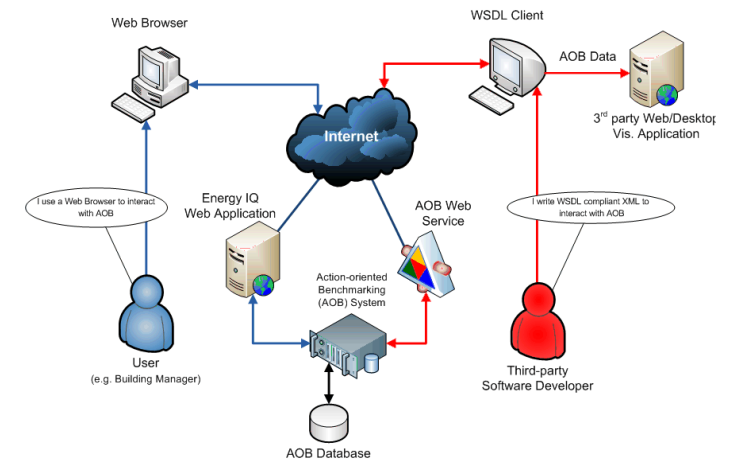 WSDL Client
Web Browser
AOB Data
3rd party Web/Desktop
Vis. Application
Internet
I use a Web Browser to interact
with AOB
Energy IQ
Web Application
AOB Web
Service
I write WSDL compliant XML to
interact with AOB
Action-oriented
Benchmarking
(AOB) System
User
(e.g. Building Manager)
Third-party
Software Developer
AOB Database